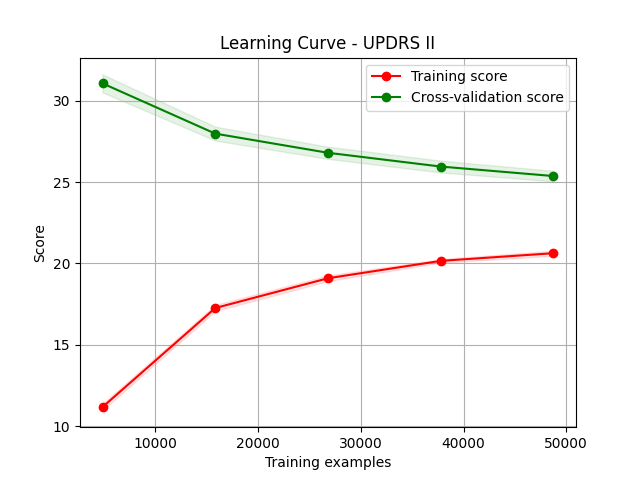 Learning Curve - UPDRS II
Training score
Cross-validation score
30
25
20
15
10
Score
10000 20000 30000 40000 50000
Training examples